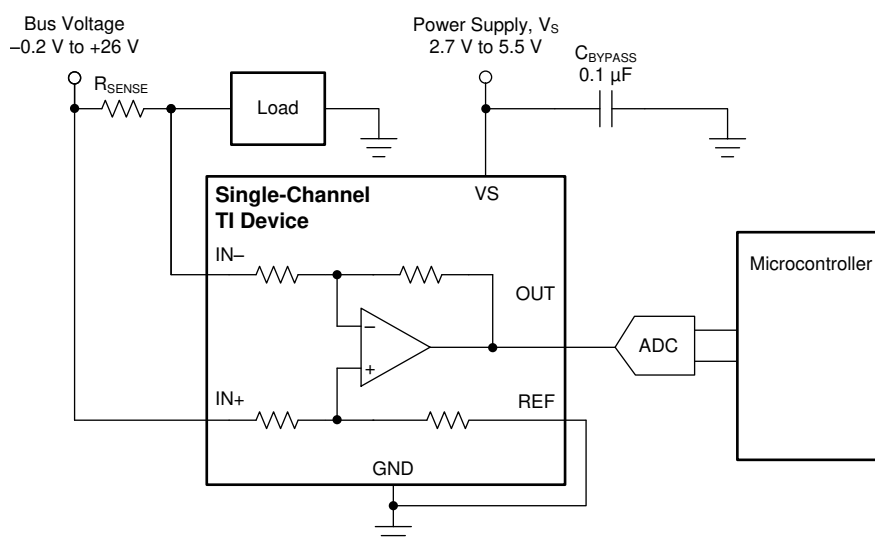 Bus Voltage
–0.2 V to +26 V
Power Supply, VS
2.7 V to 5.5 V
CBYPASS
0.1 µF
RSENSE
Load
Single-Channel
TI Device
VS
IN–
OUT
–
+
ADC
Microcontroller
IN+
REF
GND